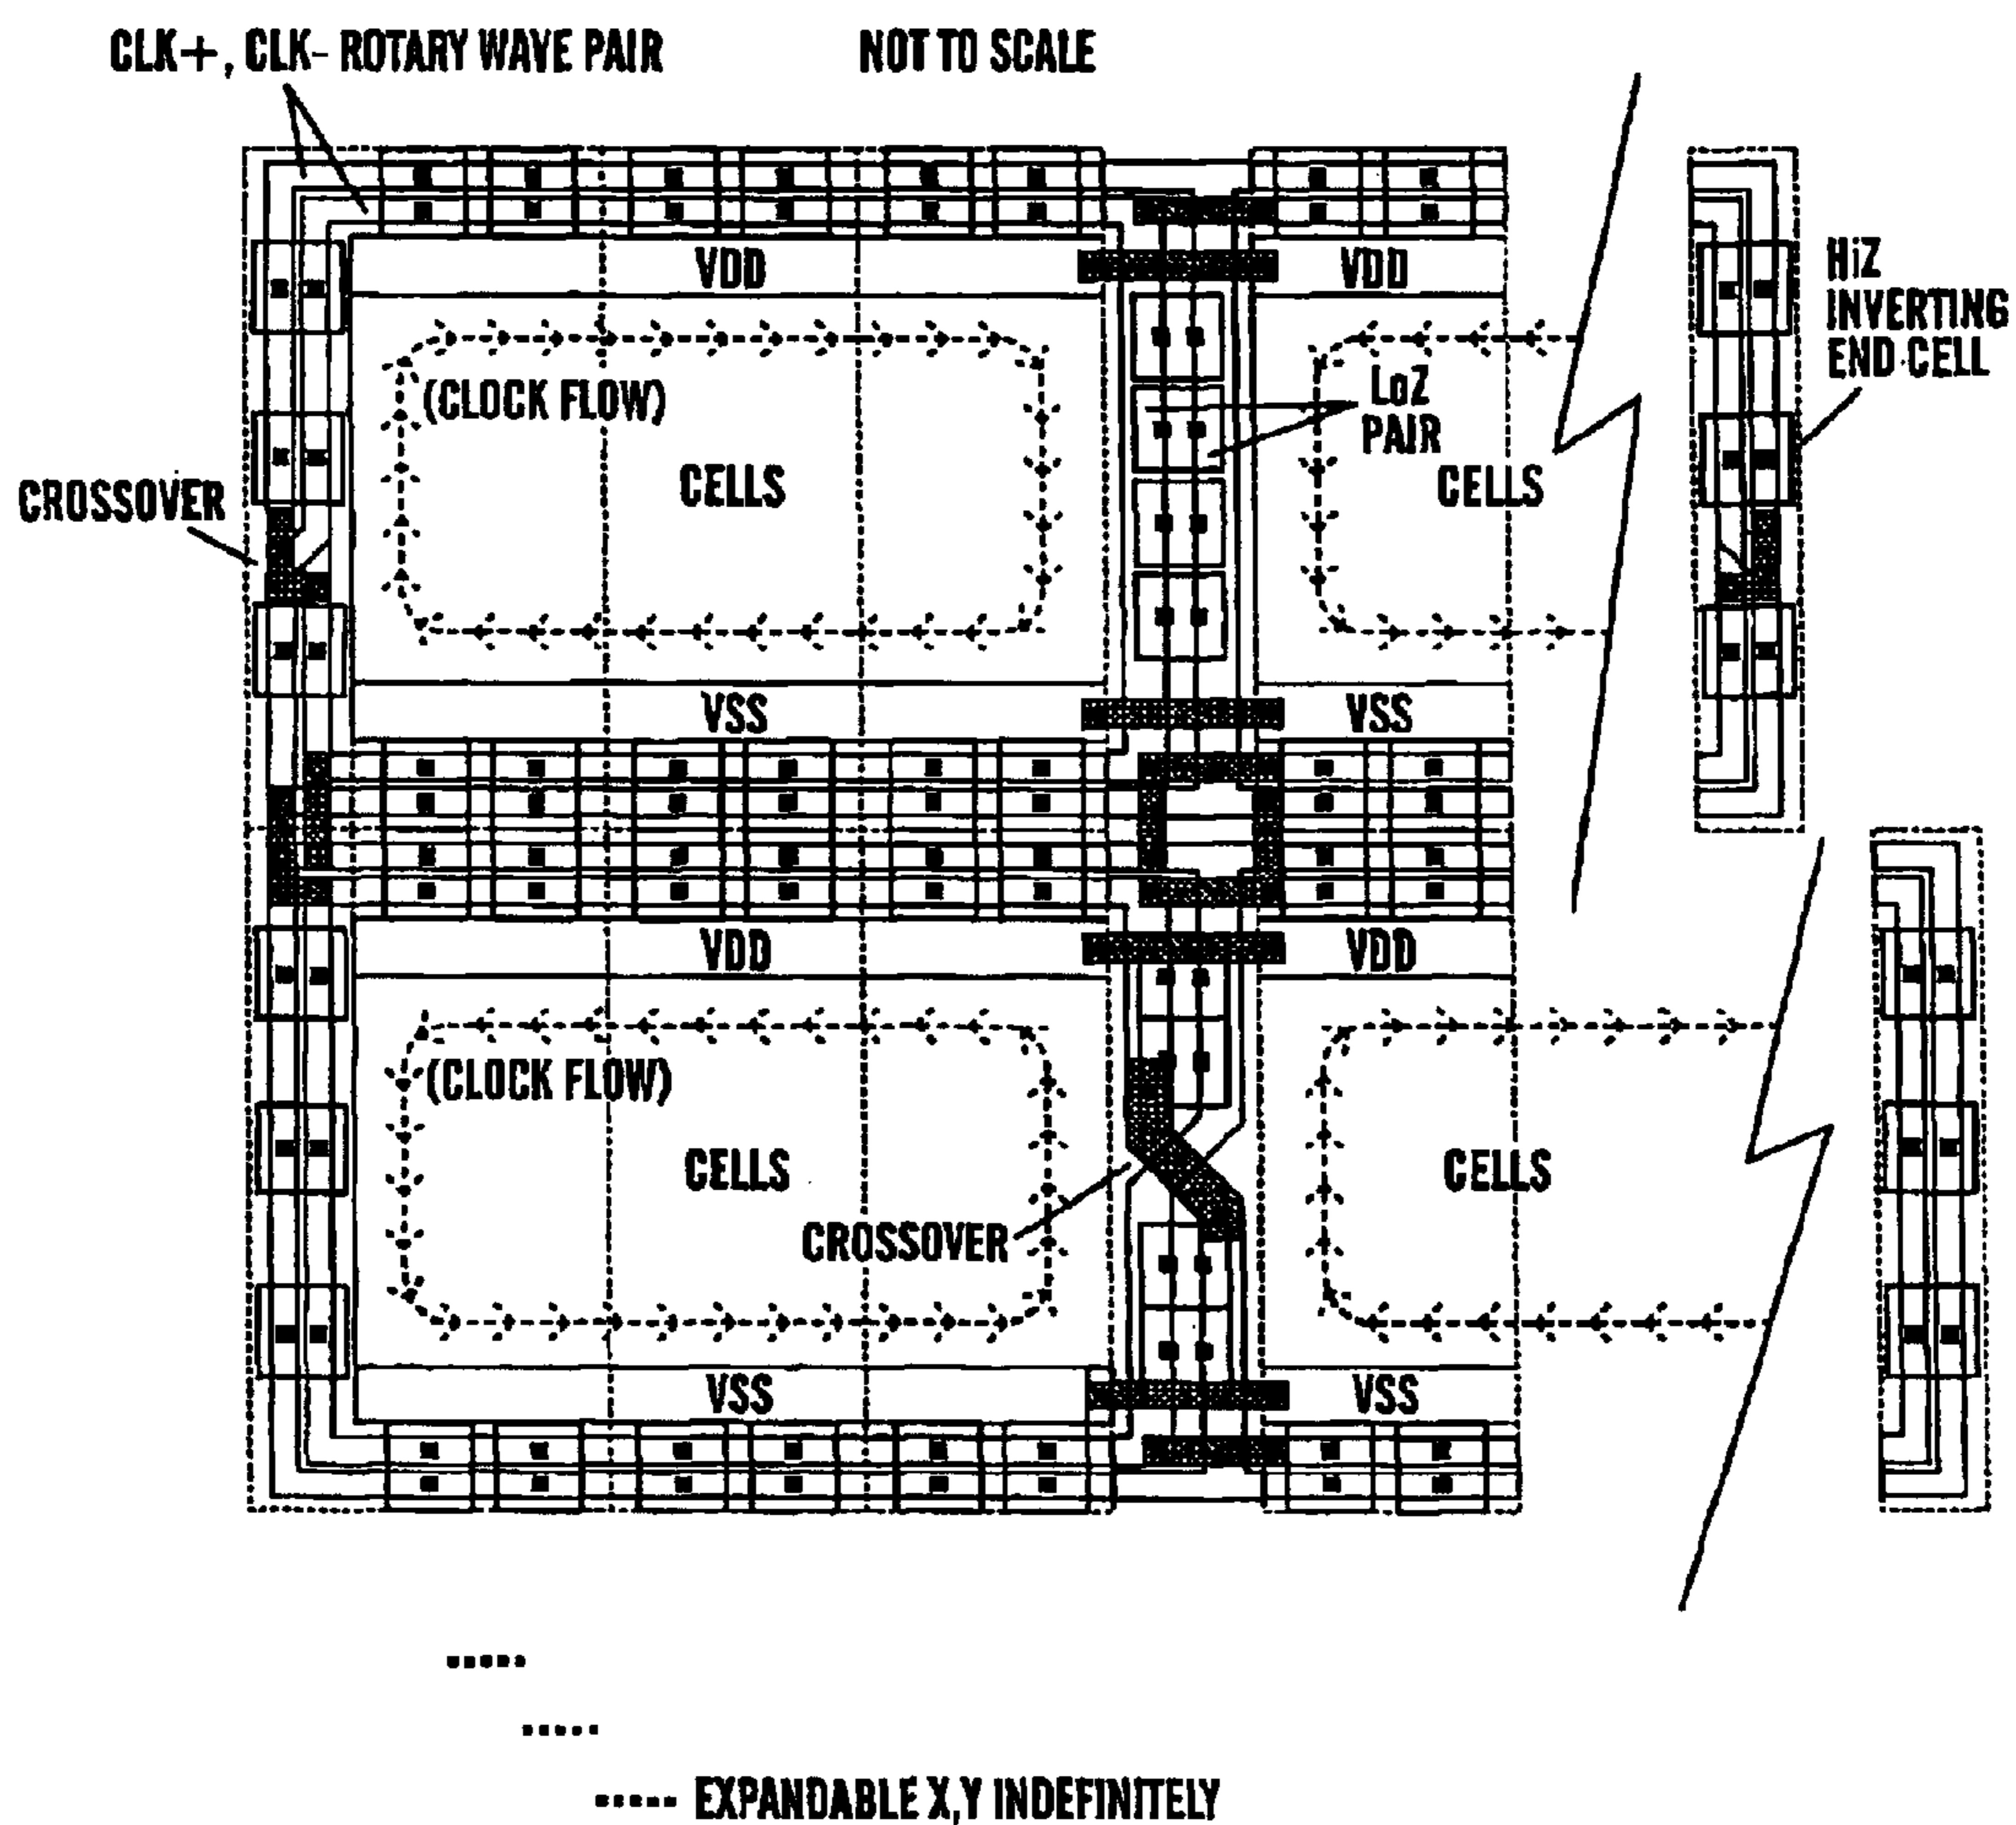 CLK+, CLK- ROTARY WAVE PAIR
NOT TO SCALE
VDD
VDD
HiZ
INVERTING
END CELL
(CLOCK FLOW)
LoZ
PAIR
CELLS
CELLS
CROSSOVER
VSS
VSS
VDD
VDD
(CLOCK FLOW)
CELLS
CELLS
CROSSOVER
VSS
VSS
EXPANDABLE X,Y INDEFINITELY